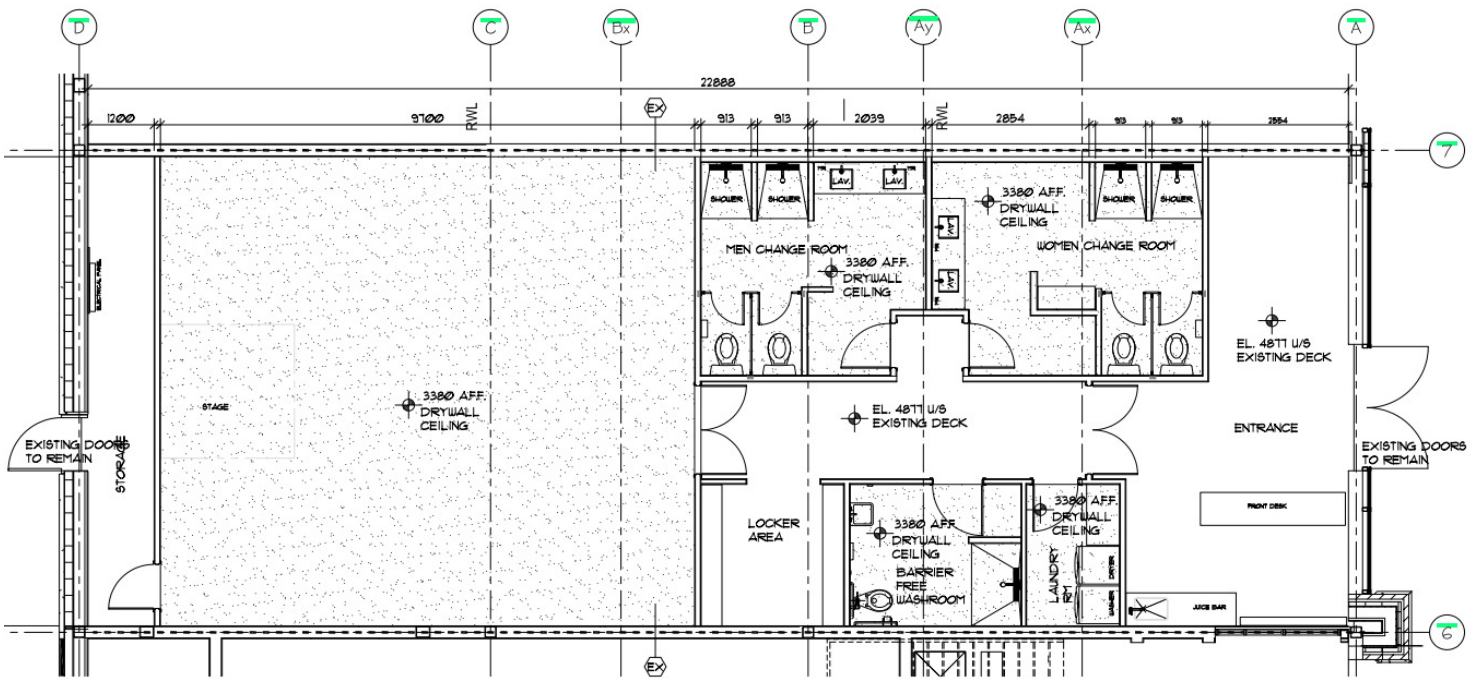 D
C
Bx
B
Ay
Ax
A
22888
1200
9700
RWL
EX
913
913
2039
RWL
2854
913
913
2854
7
SHOWER
SHOWER
LAV.
LAV.
3380 AFF.
DRYWALL
CEILING
LAV.
LAV.
SHOWER
SHOWER
MEN CHANGE ROOM
WOMEN CHANGE ROOM
3380 AFF.
DRYWALL
CEILING
ELECTRICAL PANEL
EL. 4877 U/S
EXISTING DECK
STAGE
3380 AFF.
DRYWALL
CEILING
EL. 4877 U/S
EXISTING DECK
ENTRANCE
EXISTING DOORS
TO REMAIN
STORAGE
EXISTING DOORS
TO REMAIN
FRONT DESK
LOCKER
AREA
3380 AFF.
DRYWALL
CEILING
BARRIER
FREE
WASHROOM
3380 AFF.
DRYWALL
CEILING
LAUNDRY
RM
DRYER
WASHER
JUICE BAR
6
EX